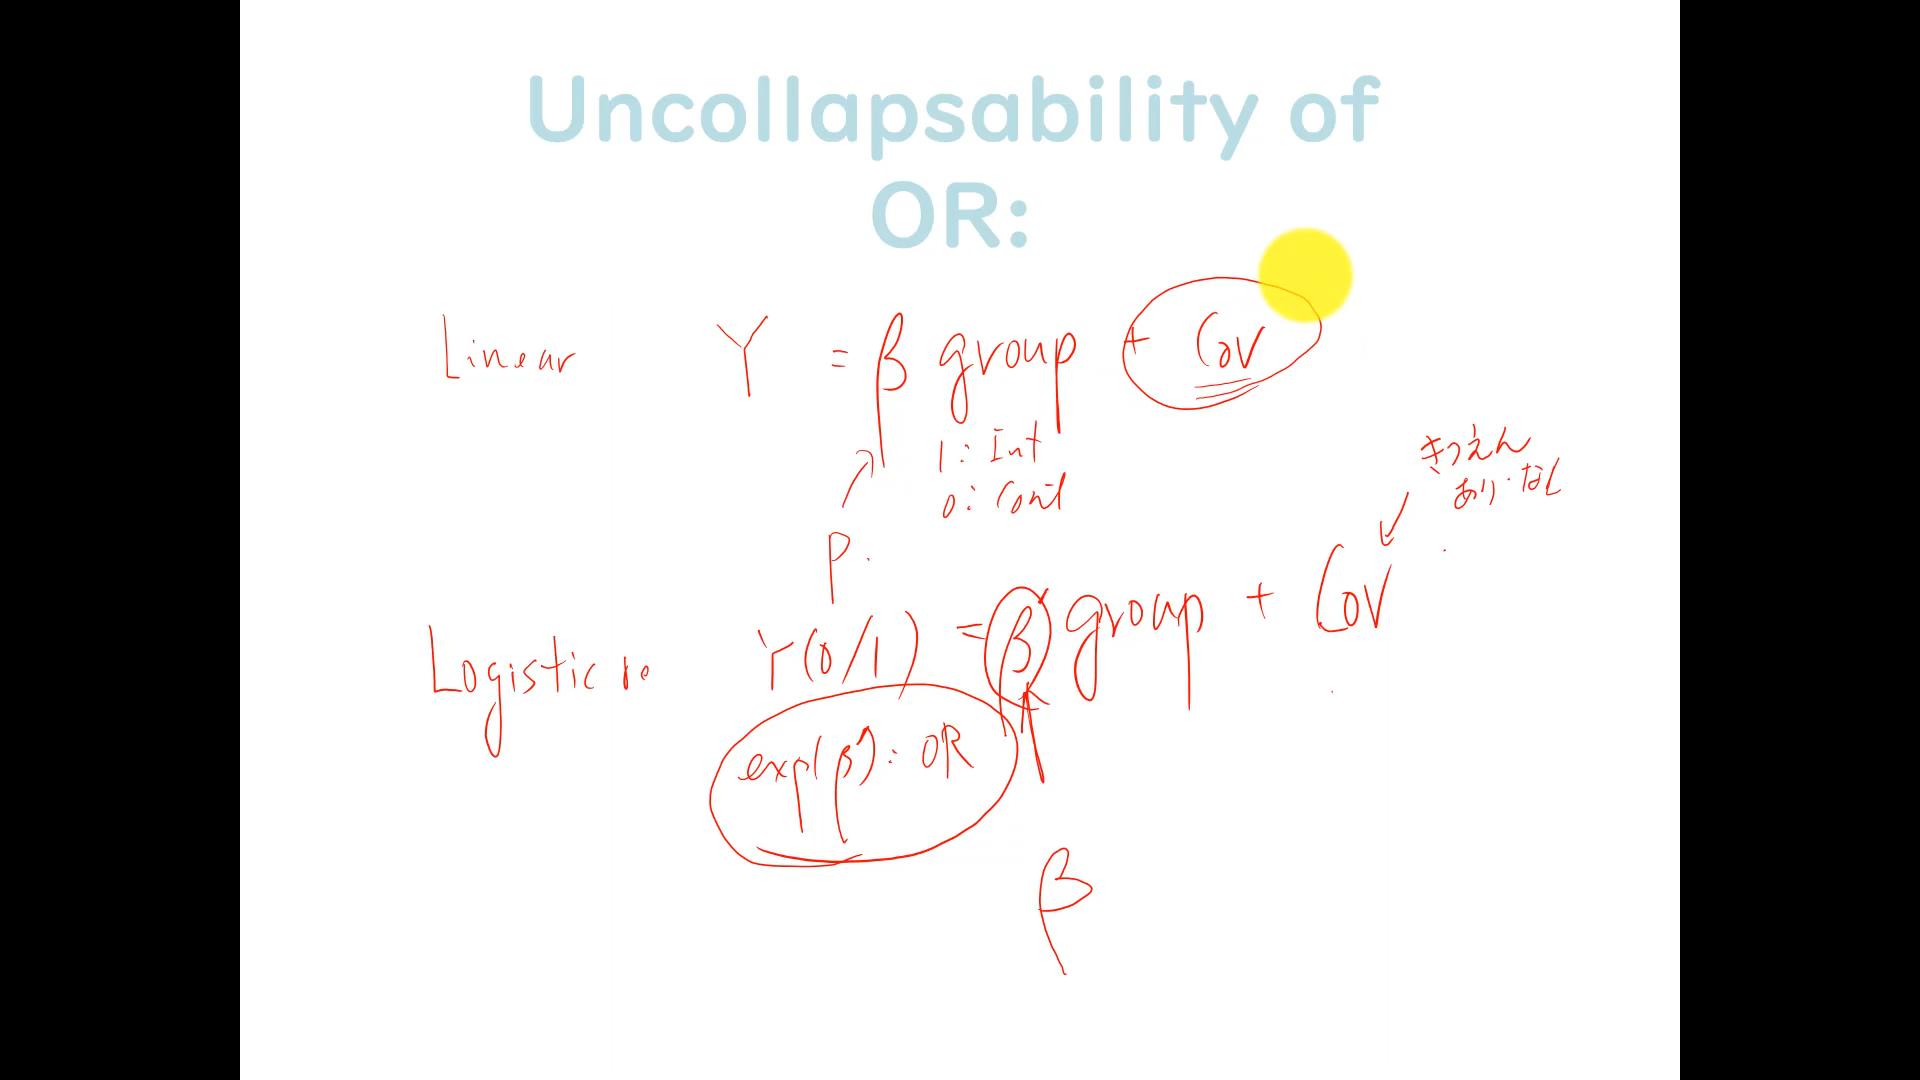 Uncollapsability of
OR:
Linear Y = β group + Cov
1: Int
0: Cont
きつえん
あり・なし
P.
Logistic re Y(0/1) = β group + Cov
exp(β): OR
β